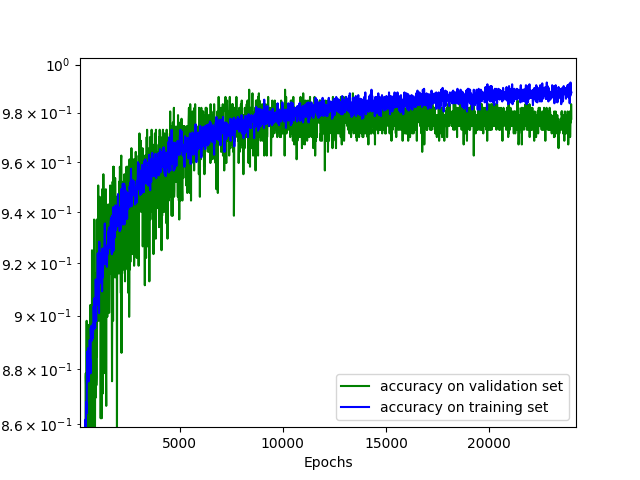 10⁰
9.8 × 10⁻¹
9.6 × 10⁻¹
9.4 × 10⁻¹
9.2 × 10⁻¹
9 × 10⁻¹
8.8 × 10⁻¹
8.6 × 10⁻¹
accuracy on validation set
accuracy on training set
5000 10000 15000 20000
Epochs